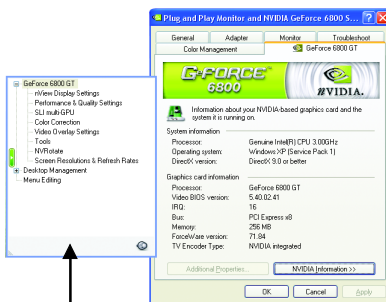 Plug and Play Monitor and NVIDIA GeForce 6800 S...
General Adapter Monitor Troubleshoot
Color Management GeForce 6800 GT
GEFORCE
6800
NVIDIA.
Information about your NVIDIA-based graphics card and the
system it is running on.
System information
Processor: Genuine Intel(R) CPU 3.00GHz
Operating system: Windows XP (Service Pack 1)
DirectX version: DirectX 9.0 or better
Graphics card information
Processor: GeForce 6800 GT
Video BIOS version: 5.40.02.41
IRQ: 16
Bus: PCI Express x8
Memory: 256 MB
ForceWare version: 71.84
TV Encoder Type: NVIDIA integrated
Additional Properties...
NVIDIA Information >>
OK Cancel Apply
GeForce 6800 GT
nView Display Settings
Performance & Quality Settings
SLI multi-GPU
Color Correction
Video Overlay Settings
Tools
NVRotate
Screen Resolutions & Refresh Rates
Desktop Management
Menu Editing